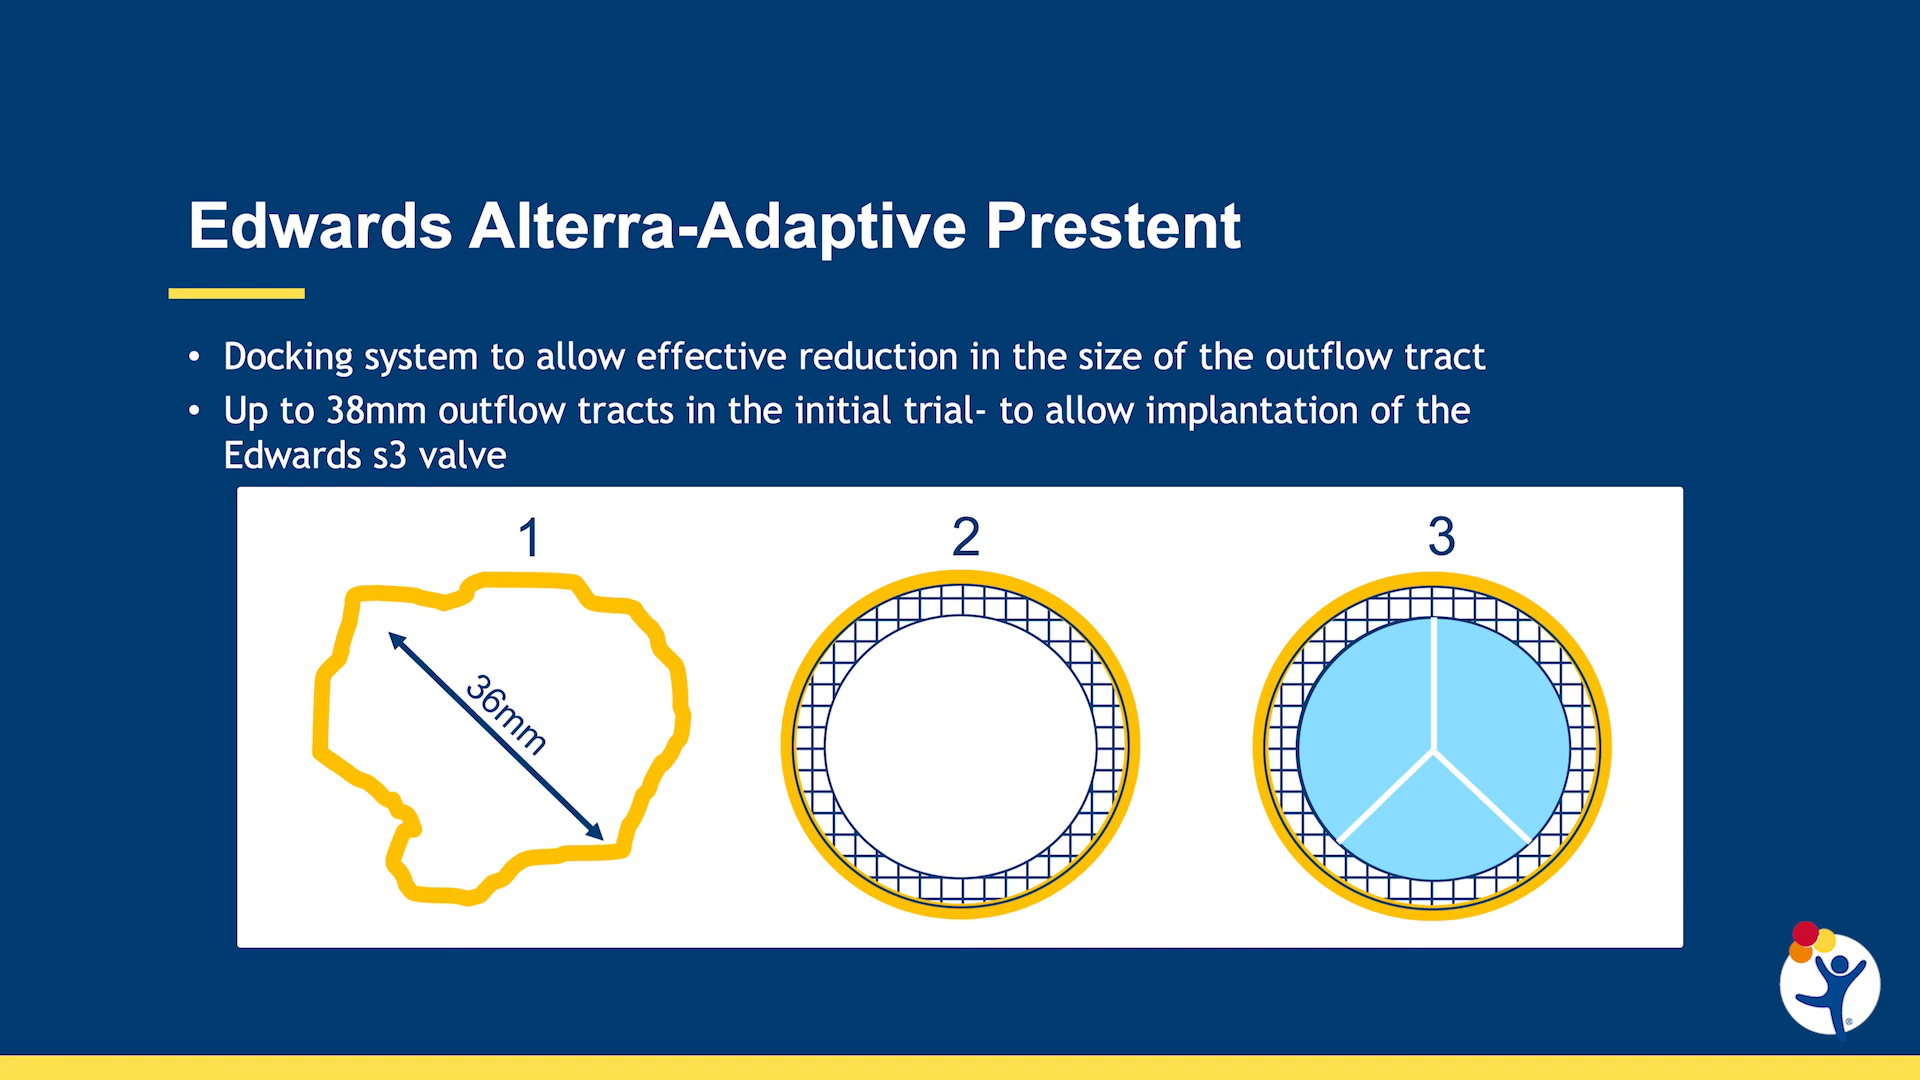 Edwards Alterra-Adaptive Prestent
• Docking system to allow effective reduction in the size of the outflow tract
• Up to 38mm outflow tracts in the initial trial- to allow implantation of the
Edwards s3 valve
1
2
3
36mm
®